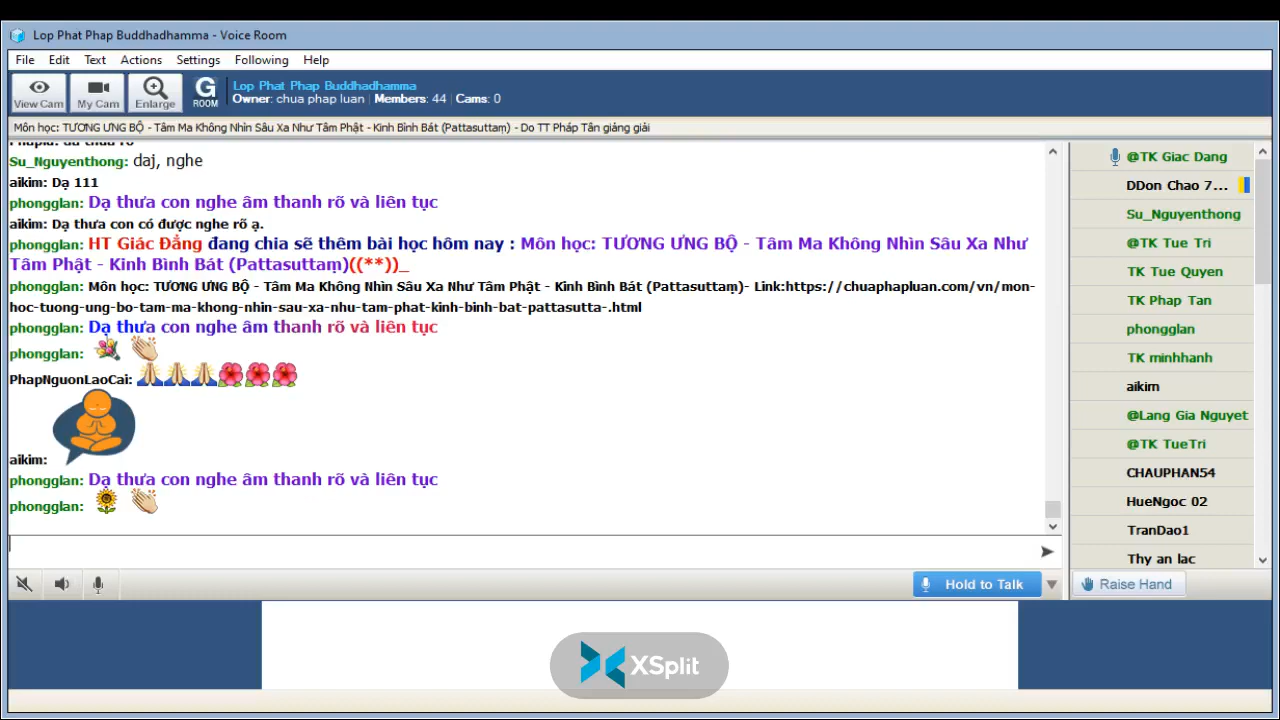 Lop Phat Phap Buddhadhamma - Voice Room
File Edit Text Actions Settings Following Help
View Cam My Cam Enlarge G ROOM
Lop Phat Phap Buddhadhamma
Owner: chua phap luan | Members: 44 | Cams: 0
Môn học: TƯƠNG ƯNG BỘ - Tâm Ma Không Nhìn Sâu Xa Như Tâm Phật - Kinh Bình Bát (Pattasuttaṃ) - Do TT Pháp Tân giảng giải
Su_Nguyenthong: daj, nghe
aikim: Dạ 111
phongglan: Dạ thưa con nghe âm thanh rõ và liên tục
aikim: Dạ thưa con có được nghe rõ ạ.
phongglan: HT Giác Đẳng đang chia sẽ thêm bài học hôm nay : Môn học: TƯƠNG ƯNG BỘ - Tâm Ma Không Nhìn Sâu Xa Như
Tâm Phật - Kinh Bình Bát (Pattasuttaṃ)((**))_
phongglan: Môn học: TƯƠNG ƯNG BỘ - Tâm Ma Không Nhìn Sâu Xa Như Tâm Phật - Kinh Bình Bát (Pattasuttaṃ)- Link:https://chuaphapluan.com/vn/mon-
hoc-tuong-ung-bo-tam-ma-khong-nhin-sau-xa-nhu-tam-phat-kinh-binh-bat-pattasutta-.html
phongglan: Dạ thưa con nghe âm thanh rõ và liên tục
phongglan:
PhapNguonLaoCai:
aikim:
phongglan: Dạ thưa con nghe âm thanh rõ và liên tục
phongglan:
@TK Giac Dang
DDon Chao 7...
Su_Nguyenthong
@TK Tue Tri
TK Tue Quyen
TK Phap Tan
phongglan
TK minhhanh
aikim
@Lang Gia Nguyet
@TK TueTri
CHAUPHAN54
HueNgoc 02
TranDao1
Thy an lac
Hold to Talk
Raise Hand
XSplit